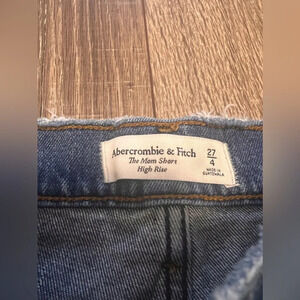 Abercrombie & Fitch
The Mom Short
High Rise
27
4
MADE IN
GUATEMALA